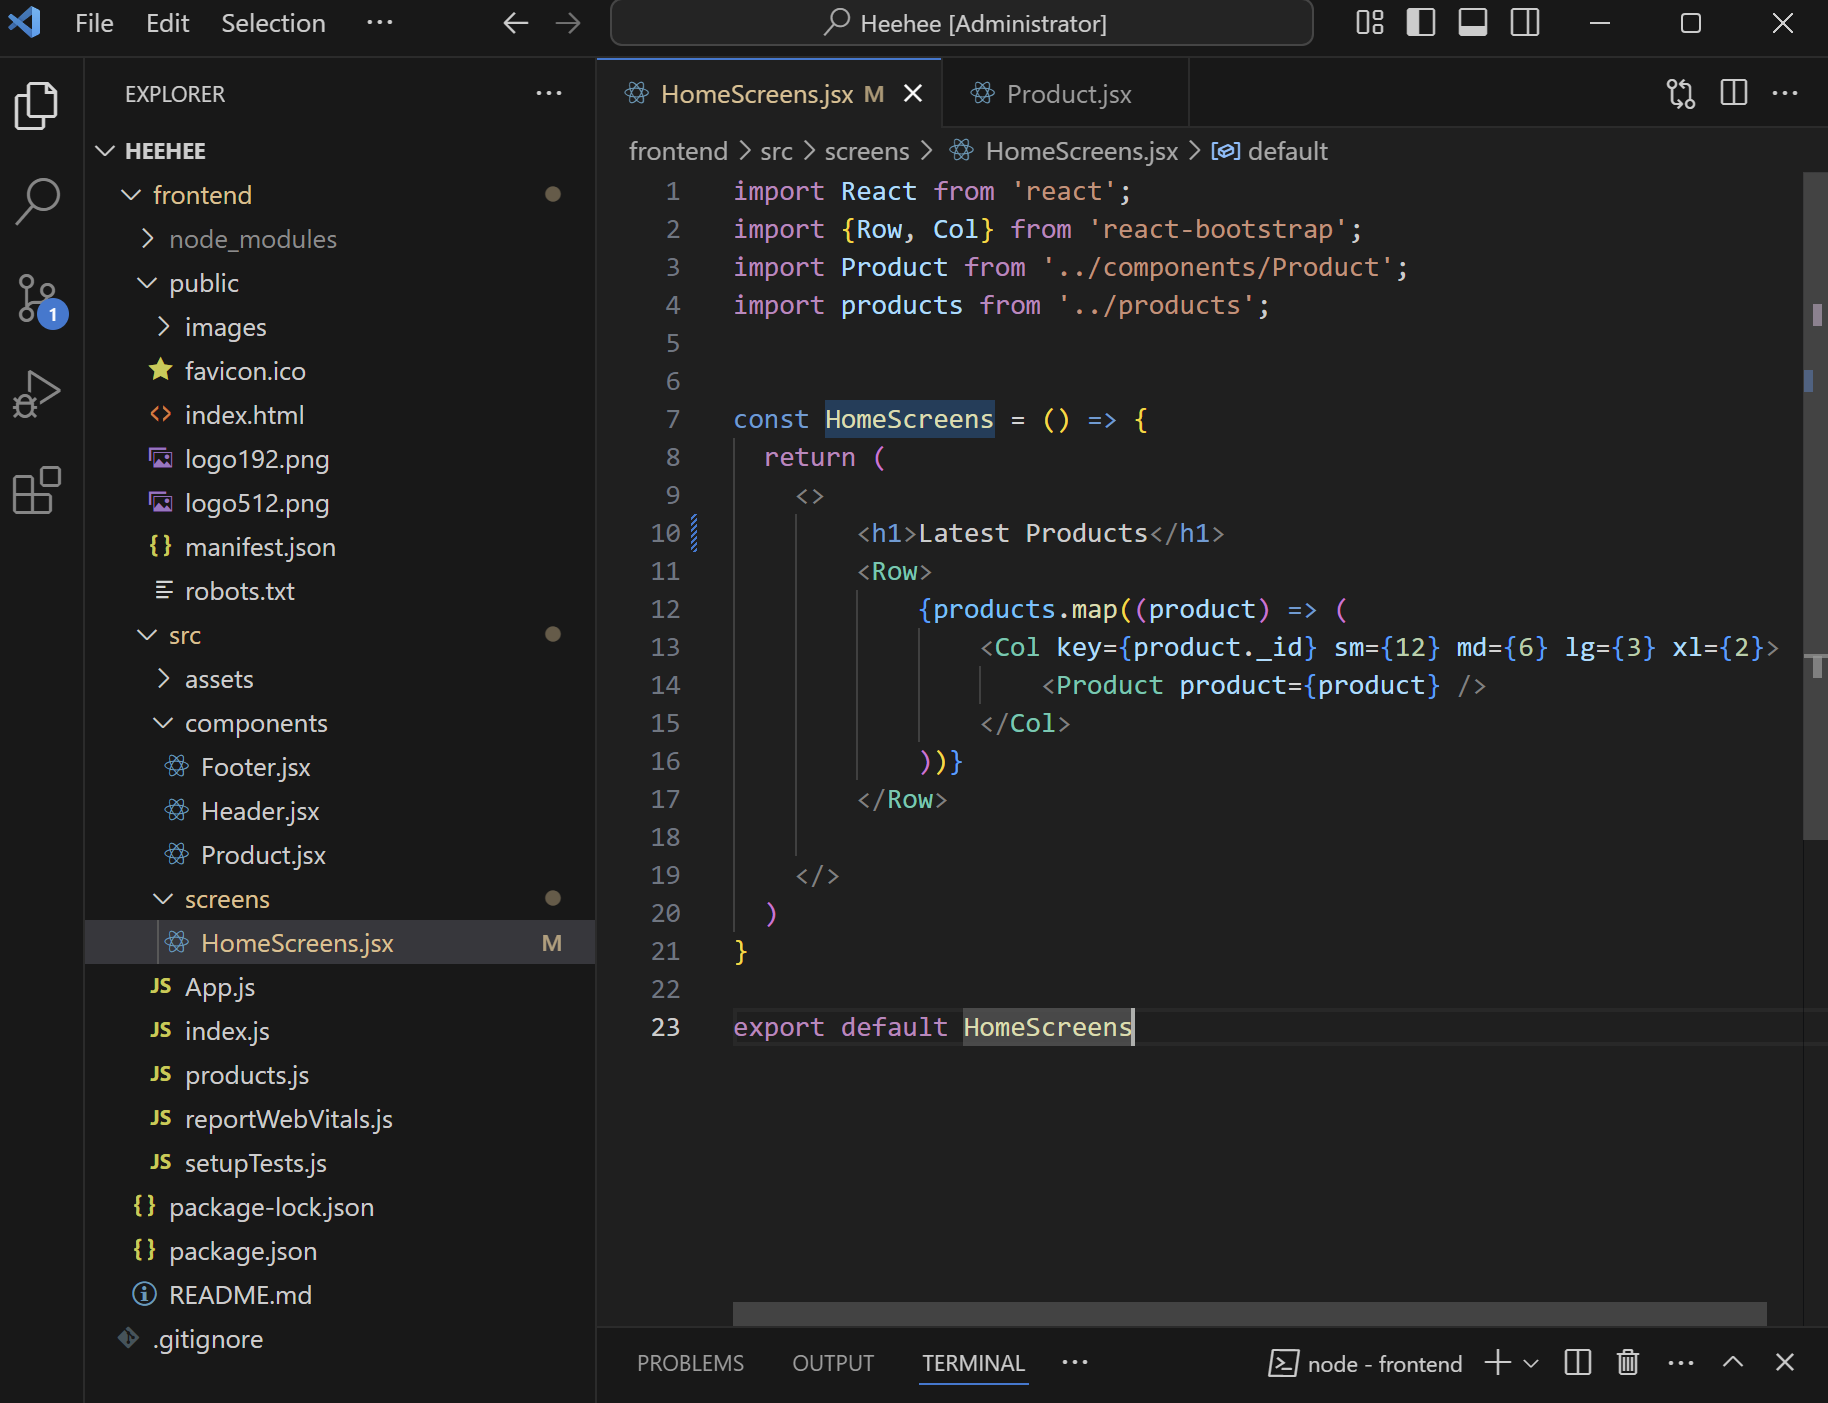 File Edit Selection ···
Heehee [Administrator]
EXPLORER ···
HEEHEE
frontend
node_modules
public
images
favicon.ico
index.html
logo192.png
logo512.png
manifest.json
robots.txt
src
assets
components
Footer.jsx
Header.jsx
Product.jsx
screens
HomeScreens.jsx M
JS App.js
JS index.js
JS products.js
JS reportWebVitals.js
JS setupTests.js
{} package-lock.json
{} package.json
README.md
.gitignore
1
HomeScreens.jsx M
Product.jsx
frontend > src > screens > HomeScreens.jsx > default
1 import React from 'react';
2 import {Row, Col} from 'react-bootstrap';
3 import Product from '../components/Product';
4 import products from '../products';
5
6
7 const HomeScreens = () => {
8 return (
9 <>
10 <h1>Latest Products</h1>
11 <Row>
12 {products.map((product) => (
13 <Col key={product._id} sm={12} md={6} lg={3} xl={2}>
14 <Product product={product} />
15 </Col>
16 ))}
17 </Row>
18
19 </>
20 )
21 }
22
23 export default HomeScreens
PROBLEMS OUTPUT TERMINAL ···
node - frontend